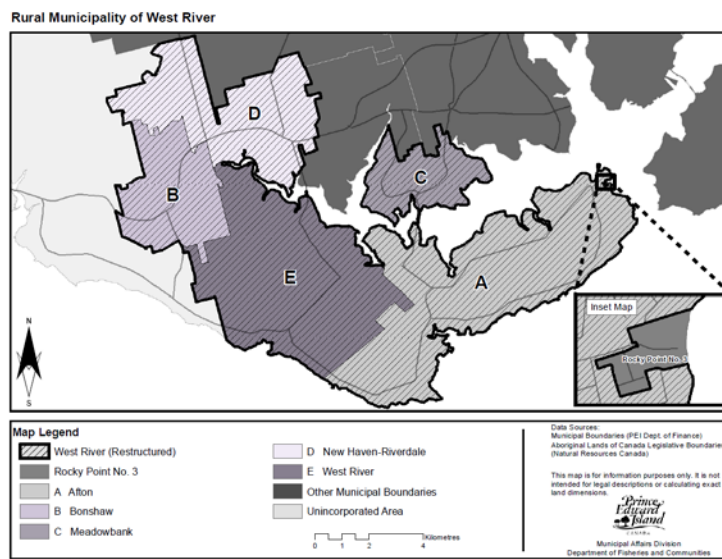 Rural Municipality of West River
D
B
C
E
A
N
S
Inset Map
Rocky Point No. 3
Map Legend
West River (Restructured)
Rocky Point No. 3
A Afton
B Bonshaw
C Meadowbank
D New Haven-Riverdale
E West River
Other Municipal Boundaries
Unincorporated Area
Kilometres
0 1 2 4
Data Sources:
Municipal Boundaries (PEI Dept. of Finance)
Aboriginal Lands of Canada Legislative Boundaries
(Natural Resources Canada)
This map is for information purposes only. It is not
intended for legal descriptions or calculating exact
land dimensions.
Prince
Edward
Island
CANADA
Municipal Affairs Division
Department of Fisheries and Communities